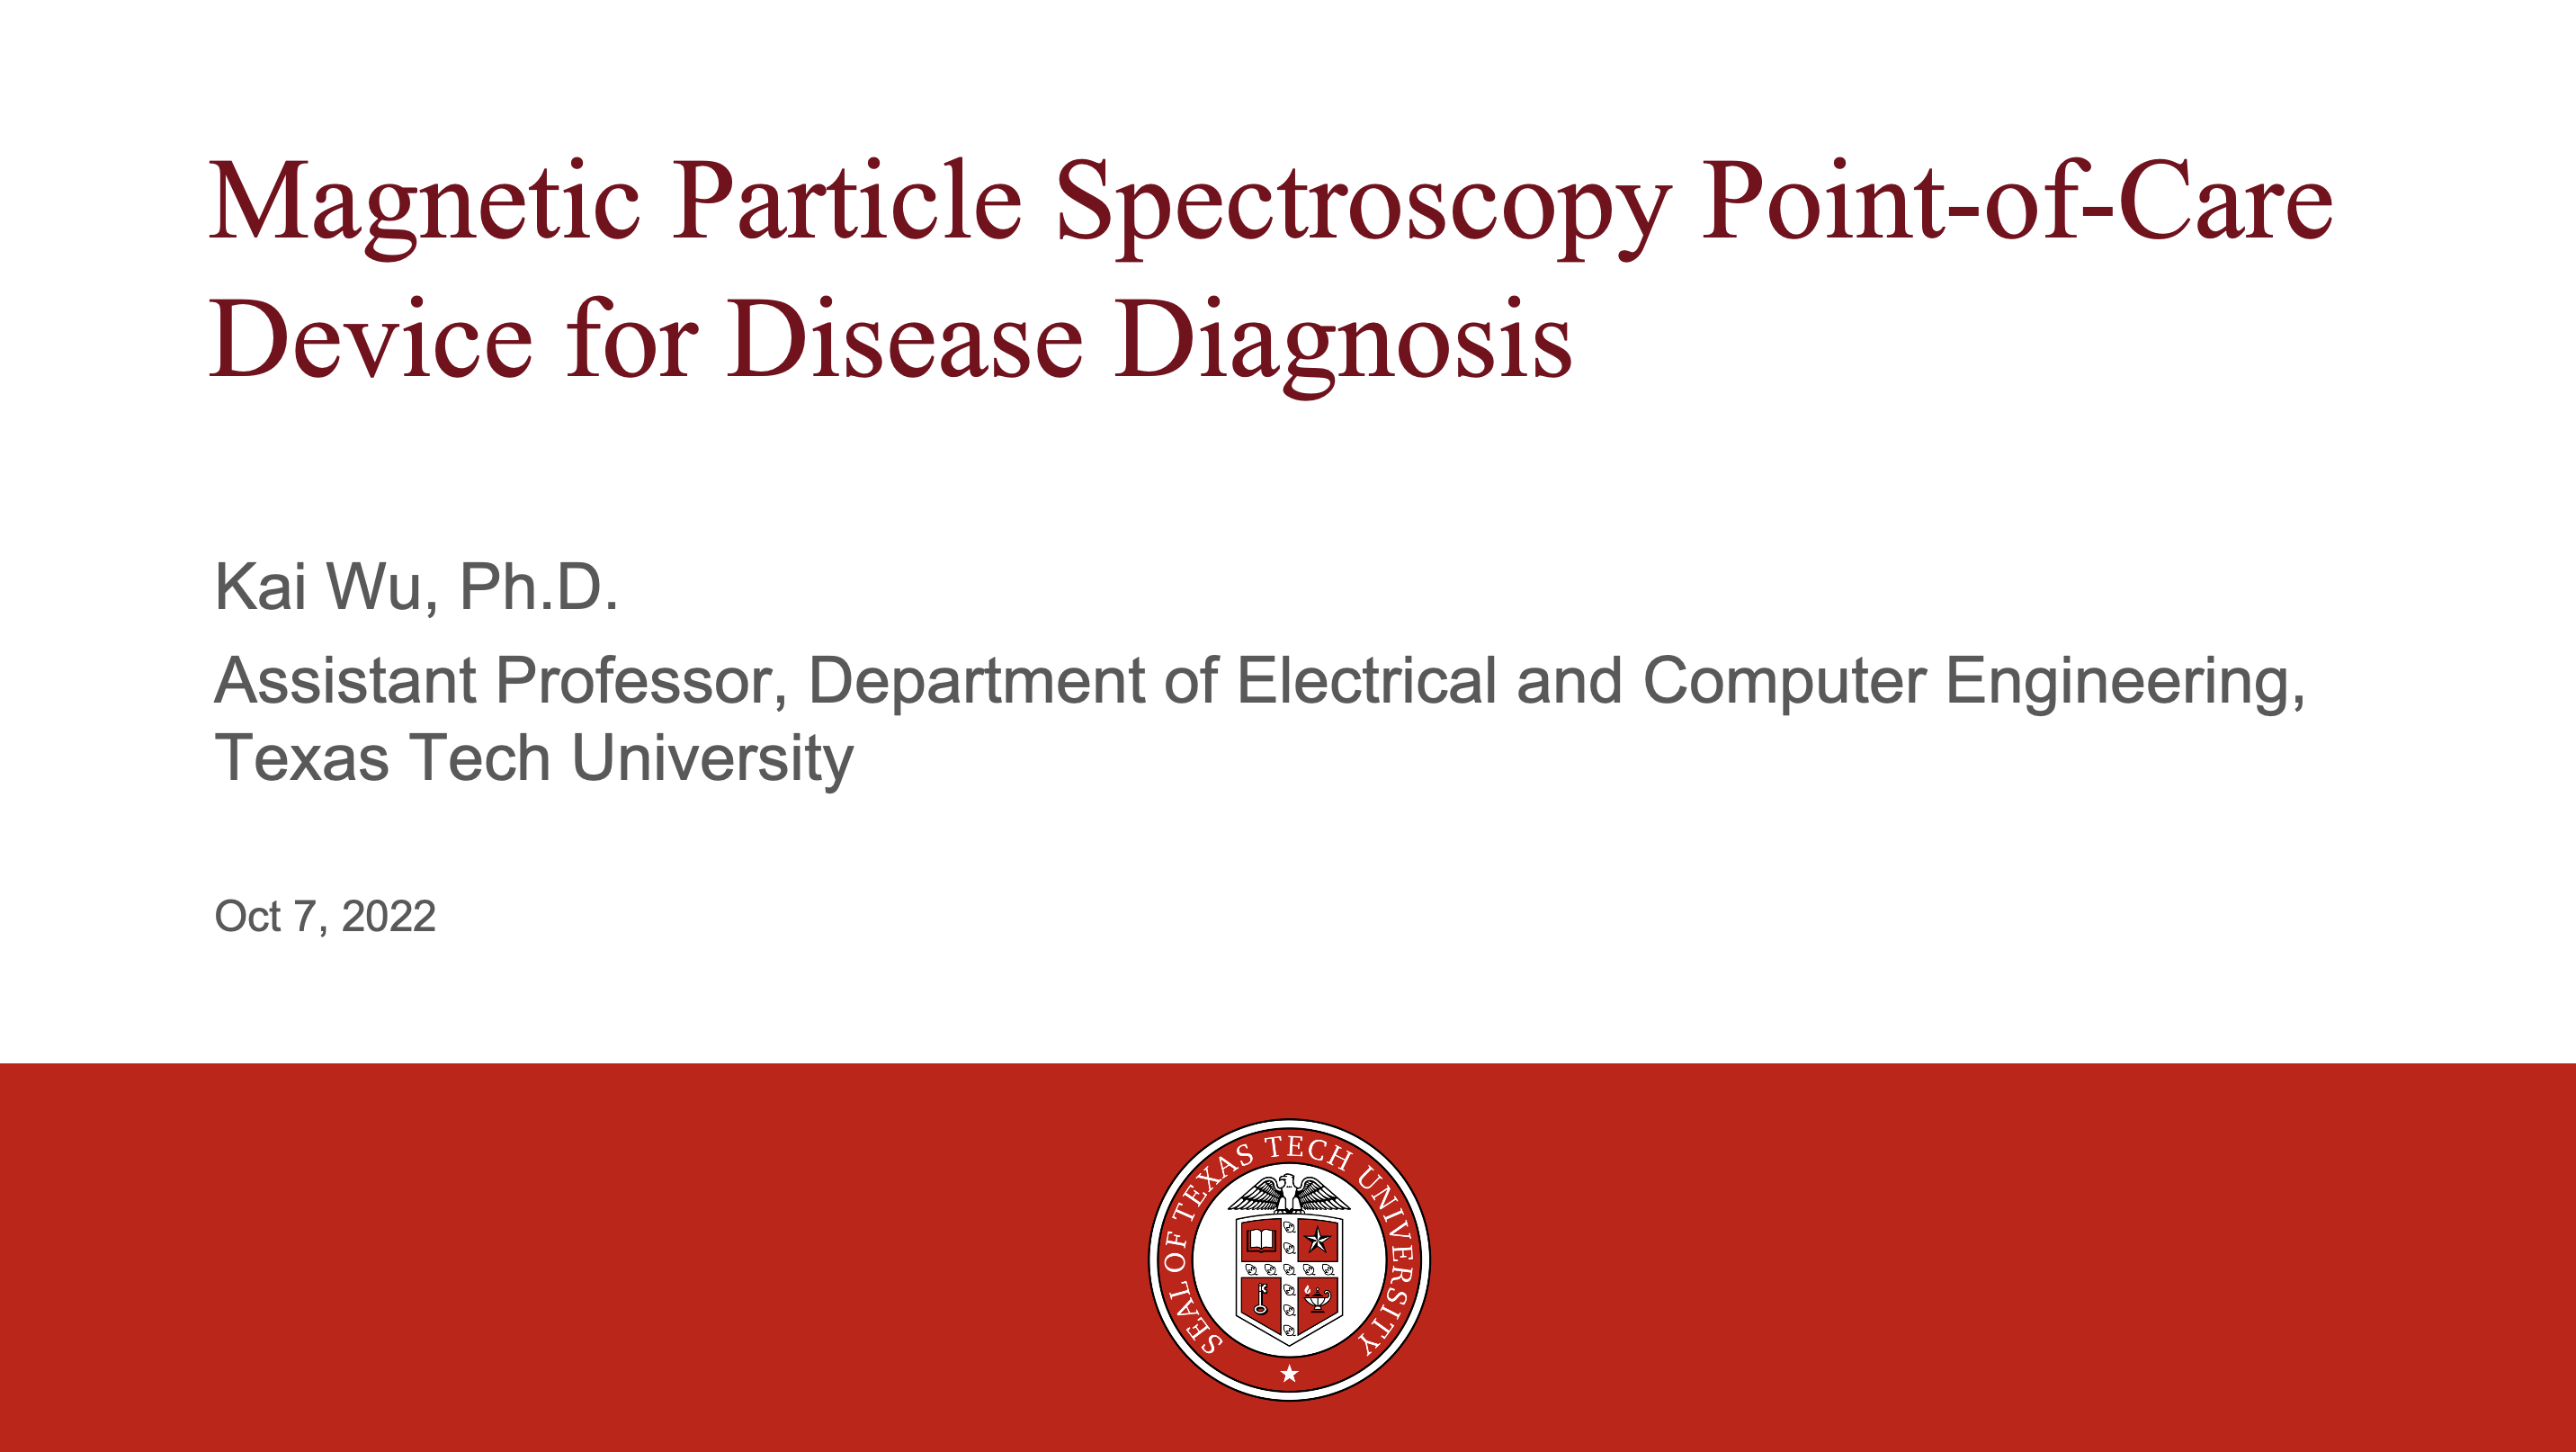 Magnetic Particle Spectroscopy Point-of-Care
Device for Disease Diagnosis
Kai Wu, Ph.D.
Assistant Professor, Department of Electrical and Computer Engineering,
Texas Tech University
Oct 7, 2022
SEAL OF TEXAS TECH UNIVERSITY